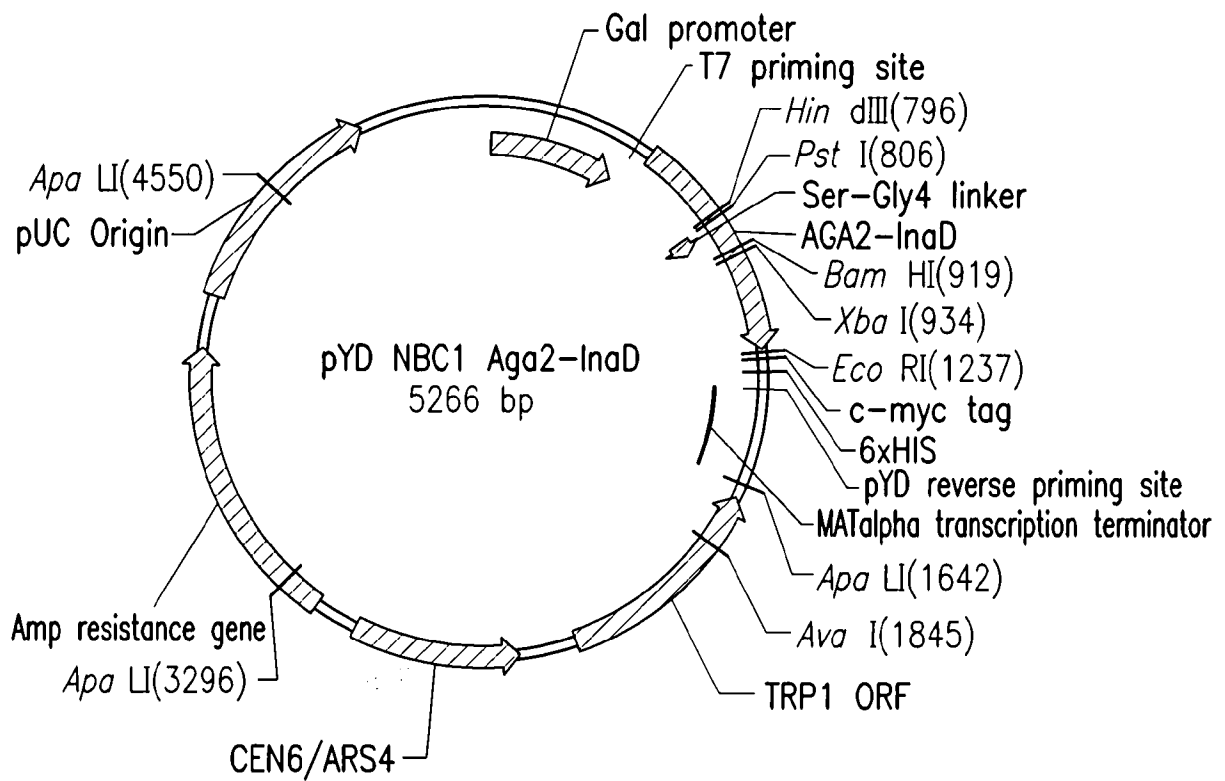 Gal promoter
T7 priming site
Hin dIII(796)
Pst I(806)
Ser-Gly4 linker
AGA2-InaD
Bam HI(919)
Xba I(934)
Eco RI(1237)
c-myc tag
6xHIS
pYD reverse priming site
MATalpha transcription terminator
Apa LI(1642)
Ava I(1845)
TRP1 ORF
CEN6/ARS4
Apa LI(3296)
Amp resistance gene
pUC Origin
Apa LI(4550)
pYD NBC1 Aga2-InaD
5266 bp